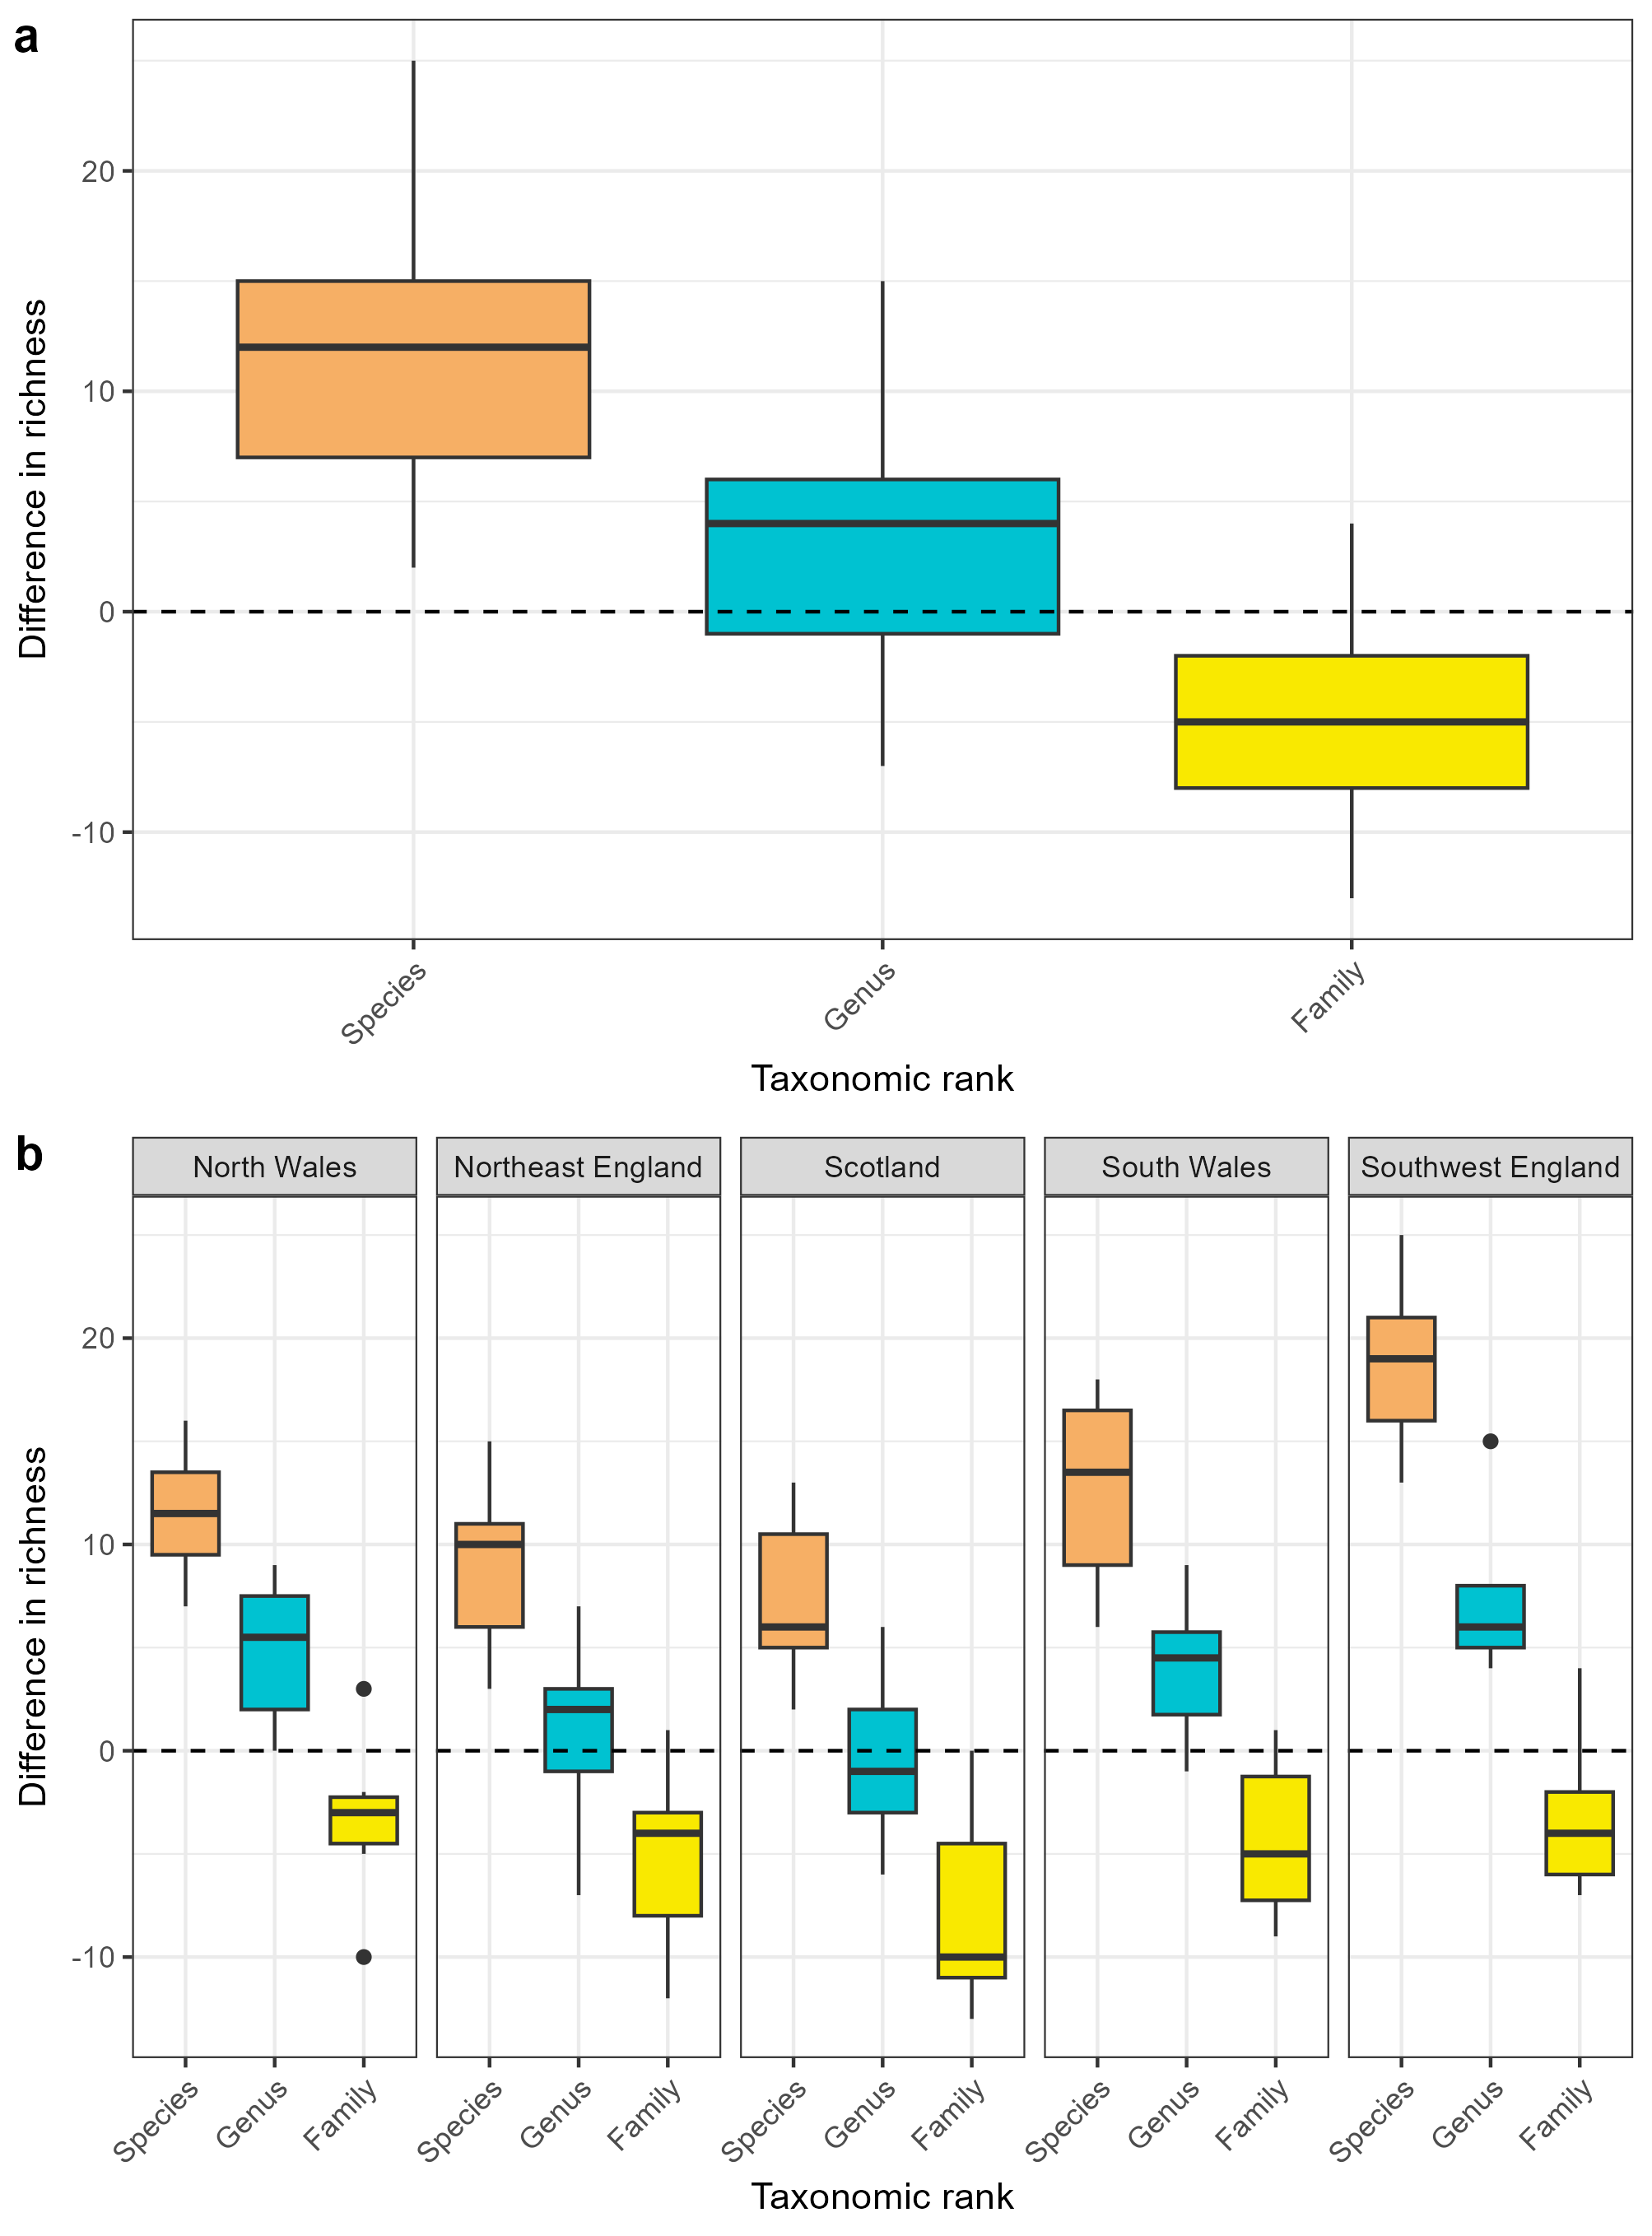 a
Difference in richness
20
10
0
-10
Species
Genus
Family
Taxonomic rank
b
North Wales
Northeast England
Scotland
South Wales
Southwest England
Difference in richness
20
10
0
-10
Species
Genus
Family
Species
Genus
Family
Species
Genus
Family
Species
Genus
Family
Species
Genus
Family
Taxonomic rank